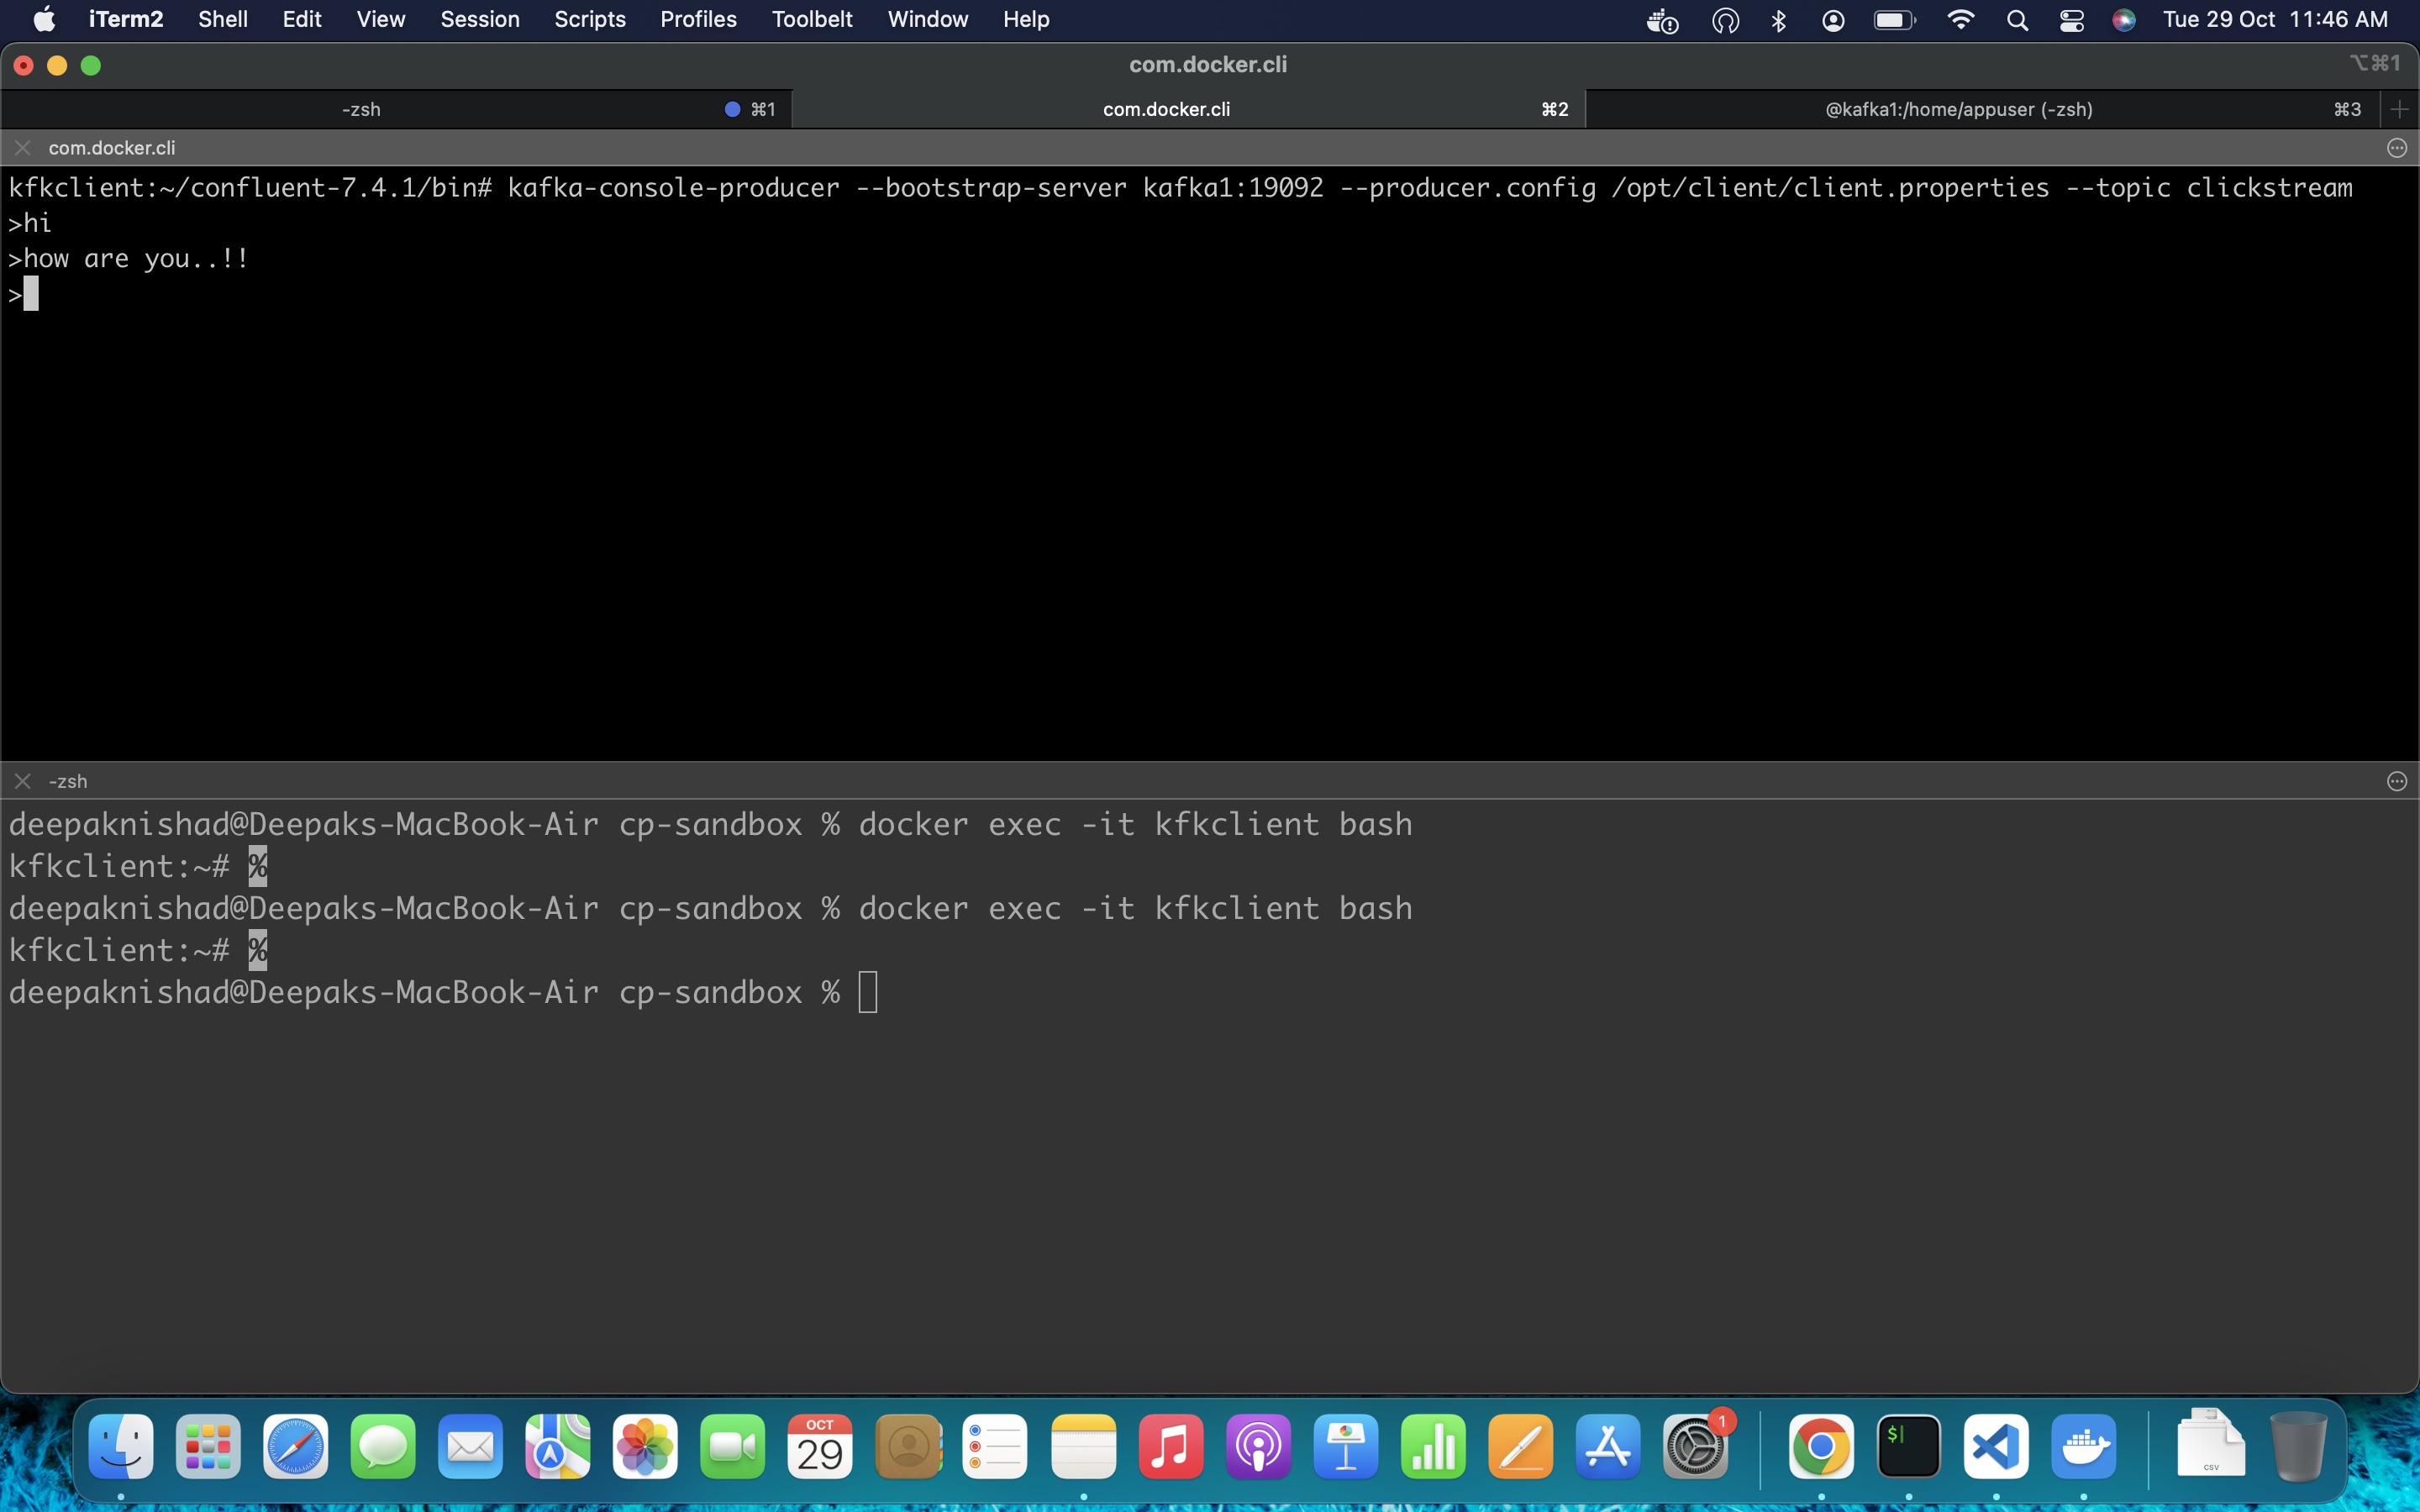 iTerm2 Shell Edit View Session Scripts Profiles Toolbelt Window Help Tue 29 Oct 11:46 AM
com.docker.cli ⌥⌘1
-zsh ⌘1 com.docker.cli ⌘2 @kafka1:/home/appuser (-zsh) ⌘3
com.docker.cli
kfkclient:~/confluent-7.4.1/bin# kafka-console-producer --bootstrap-server kafka1:19092 --producer.config /opt/client/client.properties --topic clickstream
>hi
>how are you..!!
>
-zsh
deepaknishad@Deepaks-MacBook-Air cp-sandbox % docker exec -it kfkclient bash
kfkclient:~# %
deepaknishad@Deepaks-MacBook-Air cp-sandbox % docker exec -it kfkclient bash
kfkclient:~# %
deepaknishad@Deepaks-MacBook-Air cp-sandbox %
OCT
29
1
$
CSV